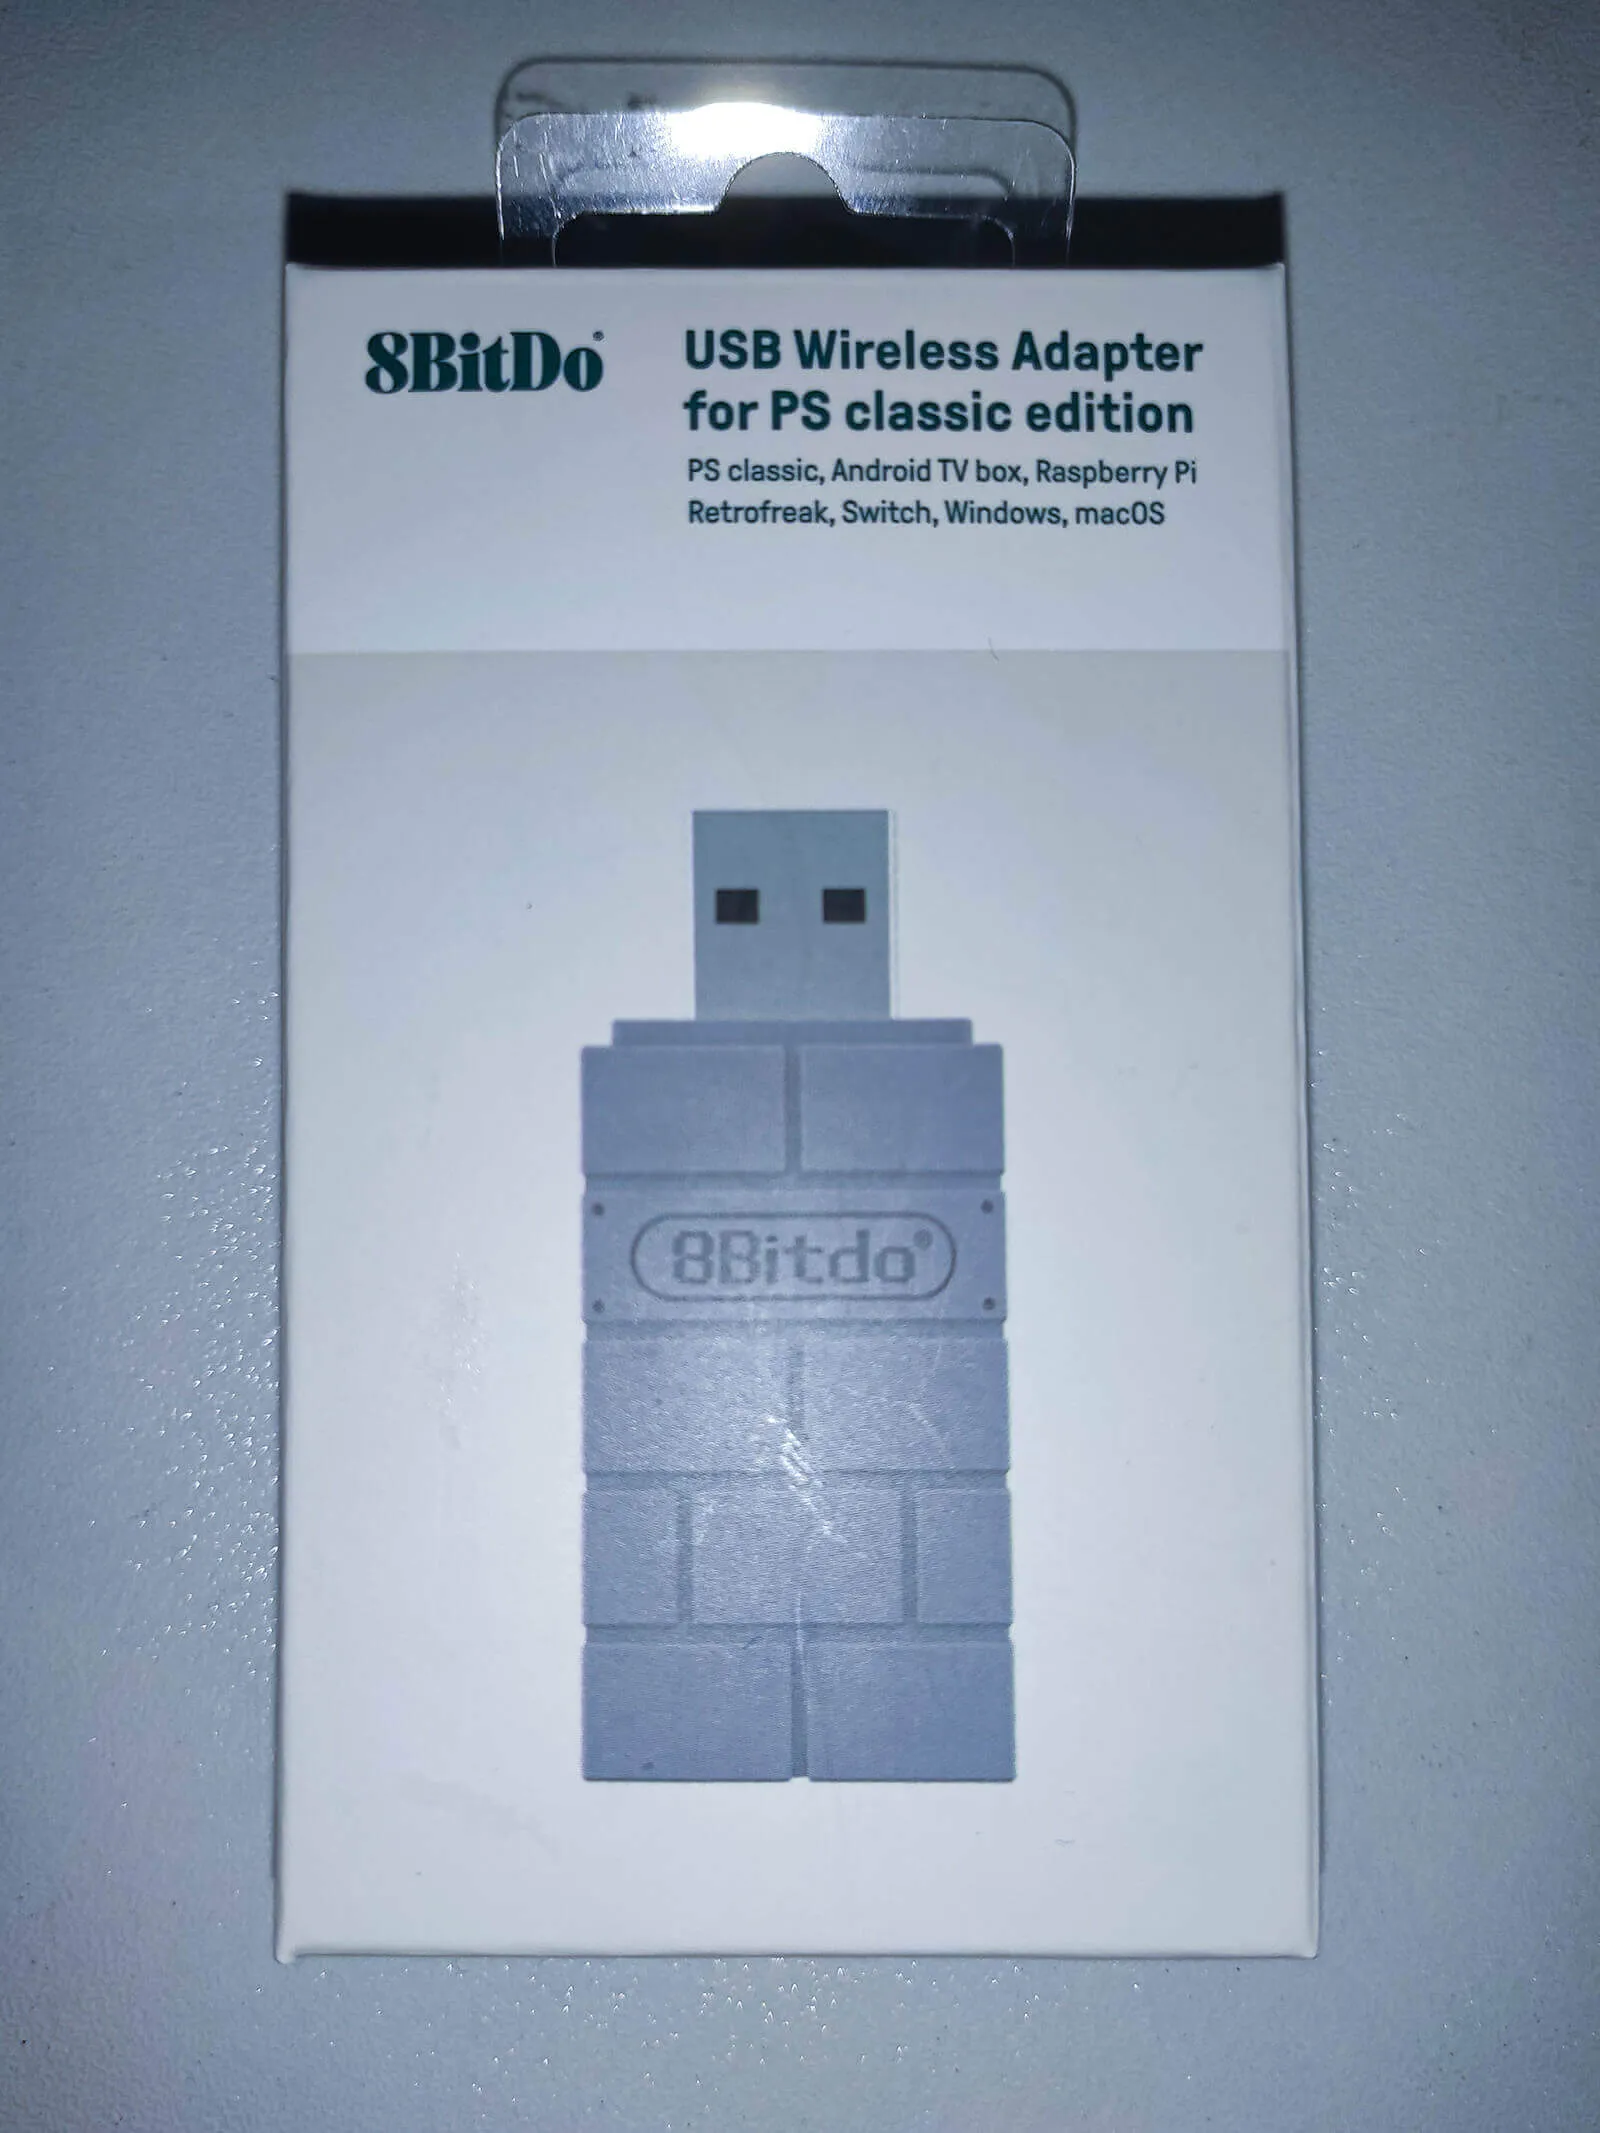 8BitDo®
USB Wireless Adapter
for PS classic edition
PS classic, Android TV box, Raspberry Pi
Retrofreak, Switch, Windows, macOS
8Bitdo®